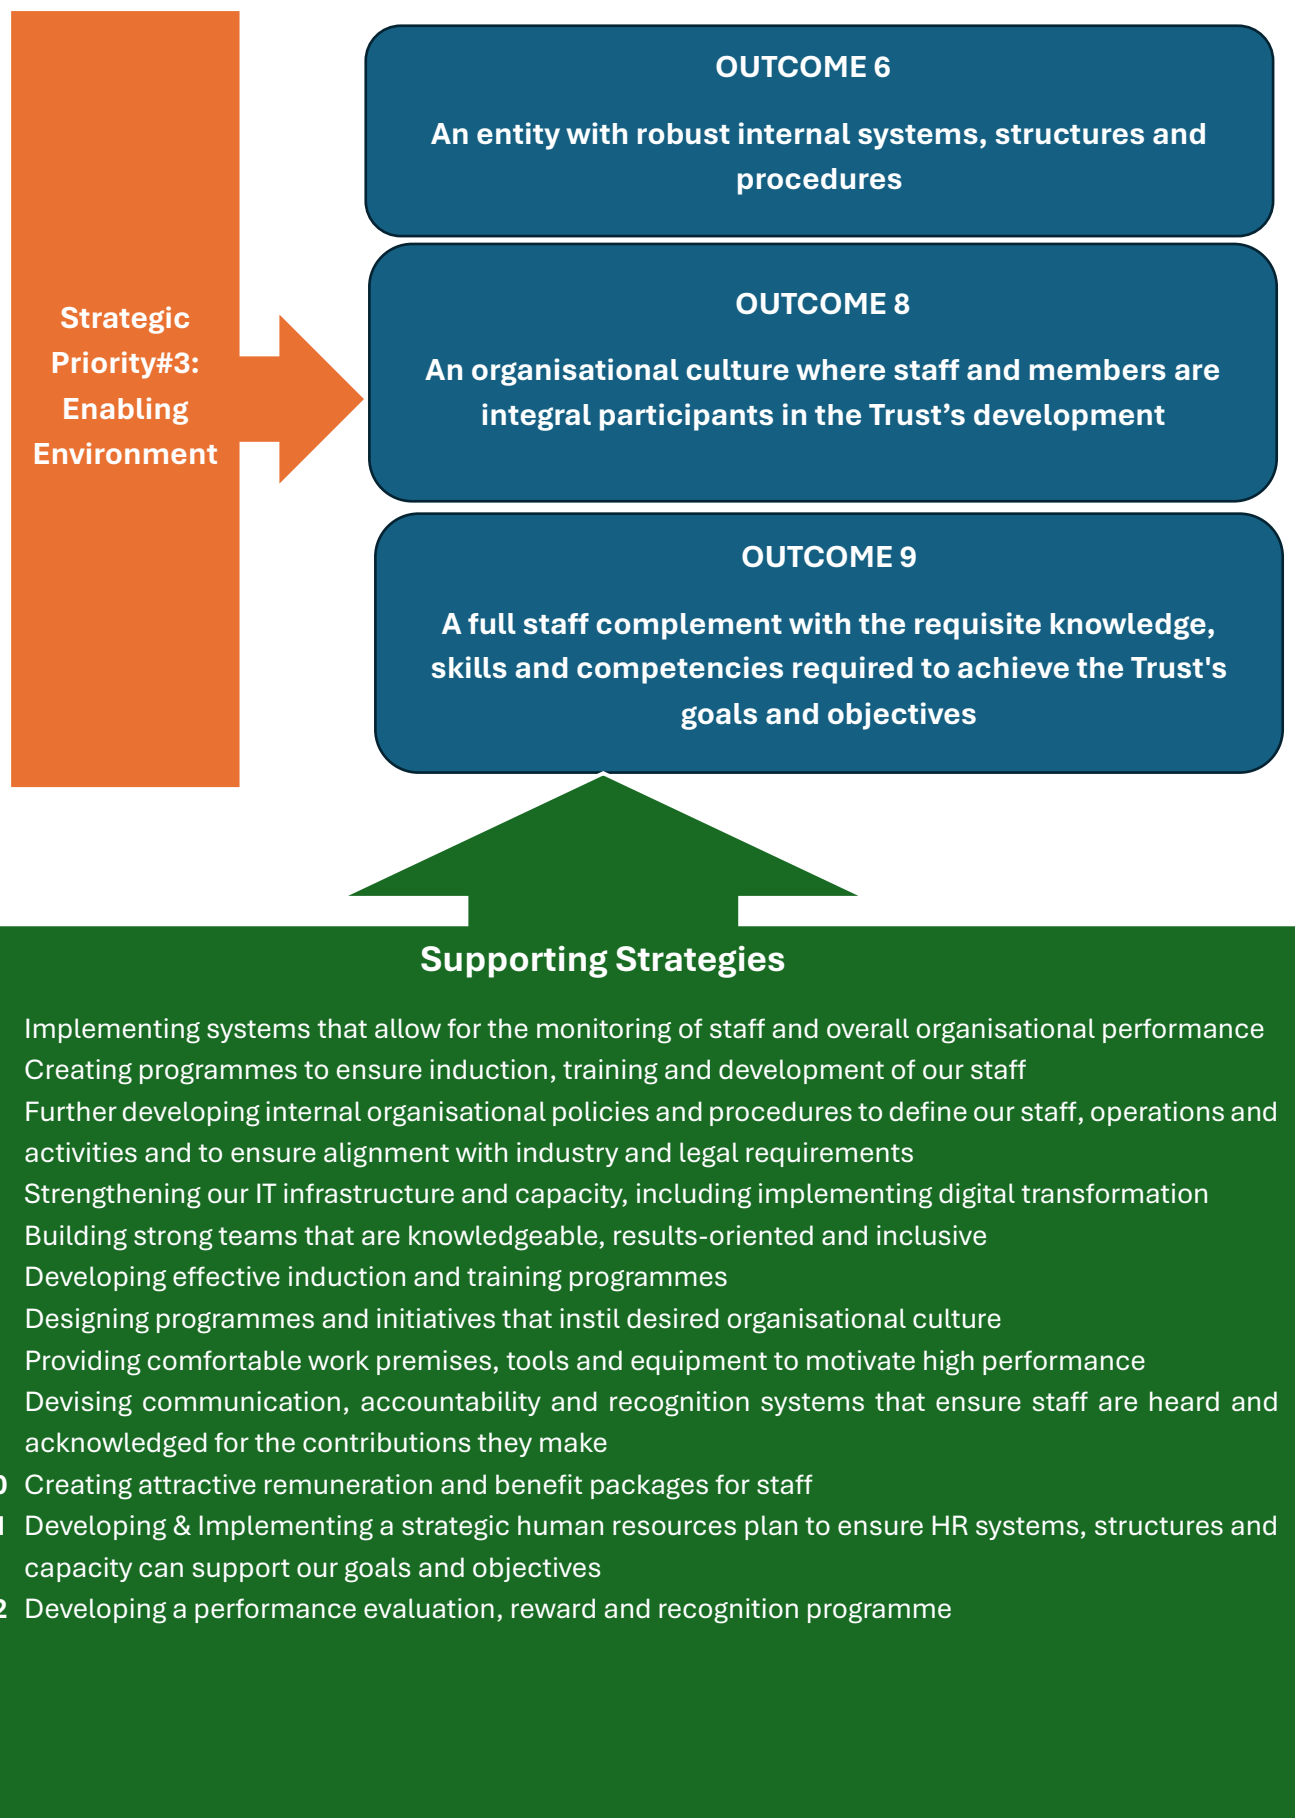 Strategic
Priority#3:
Enabling
Environment
OUTCOME 6
An entity with robust internal systems, structures and
procedures
OUTCOME 8
An organisational culture where staff and members are
integral participants in the Trust’s development
OUTCOME 9
A full staff complement with the requisite knowledge,
skills and competencies required to achieve the Trust's
goals and objectives
Supporting Strategies
Implementing systems that allow for the monitoring of staff and overall organisational performance
Creating programmes to ensure induction, training and development of our staff
Further developing internal organisational policies and procedures to define our staff, operations and
activities and to ensure alignment with industry and legal requirements
Strengthening our IT infrastructure and capacity, including implementing digital transformation
Building strong teams that are knowledgeable, results-oriented and inclusive
Developing effective induction and training programmes
Designing programmes and initiatives that instil desired organisational culture
Providing comfortable work premises, tools and equipment to motivate high performance
Devising communication, accountability and recognition systems that ensure staff are heard and
acknowledged for the contributions they make
Creating attractive remuneration and benefit packages for staff
Developing & Implementing a strategic human resources plan to ensure HR systems, structures and
capacity can support our goals and objectives
Developing a performance evaluation, reward and recognition programme